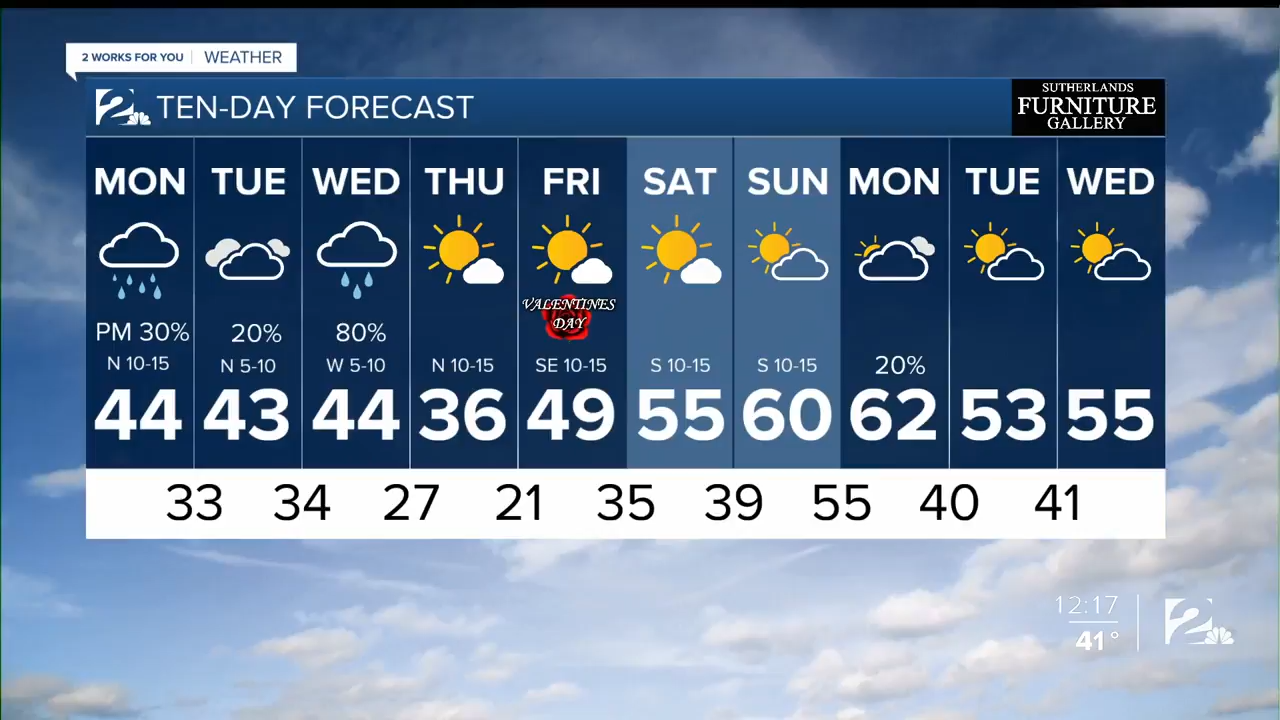 2 WORKS FOR YOU | WEATHER
2 TEN-DAY FORECAST
SUTHERLANDS
FURNITURE
GALLERY
MON TUE WED THU FRI SAT SUN MON TUE WED
VALENTINES
DAY
PM 30% 20% 80% 20%
N 10-15 N 5-10 W 5-10 N 10-15 SE 10-15 S 10-15 S 10-15
44 43 44 36 49 55 60 62 53 55
33 34 27 21 35 39 55 40 41
12:17
41°
2